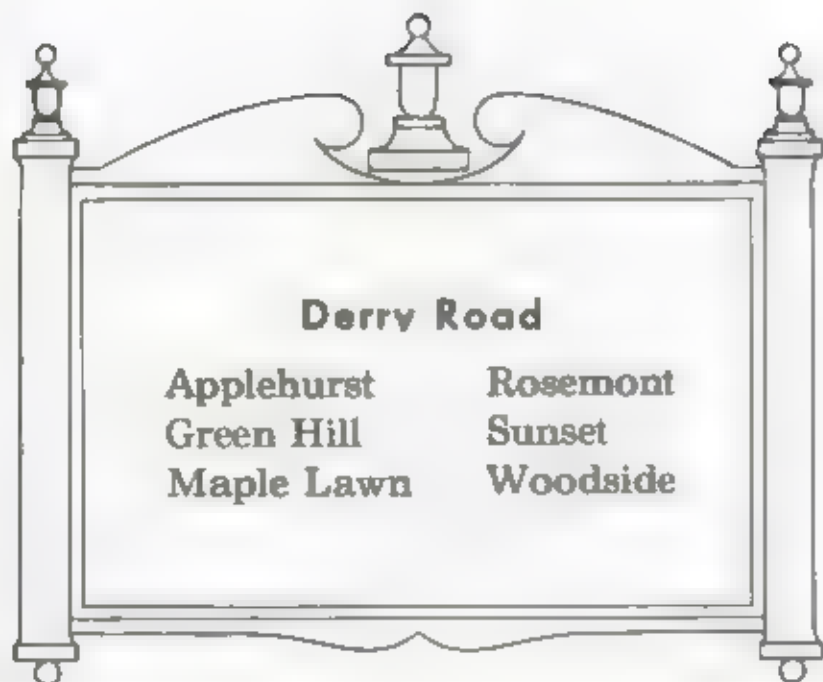 Derry Road
Applehurst
Green Hill
Maple Lawn
Rosemont
Sunset
Woodside